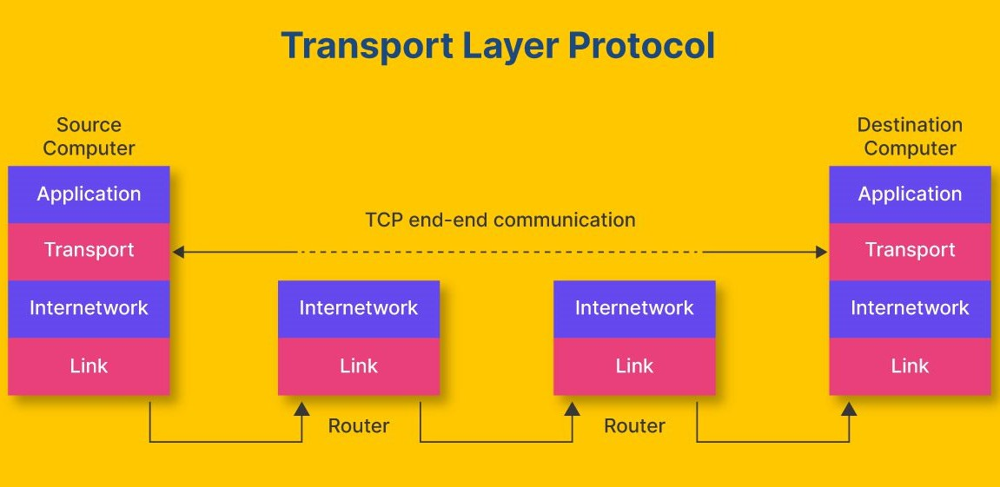 Transport Layer Protocol
Source
Computer
Destination
Computer
Application
Application
TCP end-end communication
Transport
Transport
Internetwork
Internetwork
Internetwork
Internetwork
Link
Link
Link
Link
Router
Router